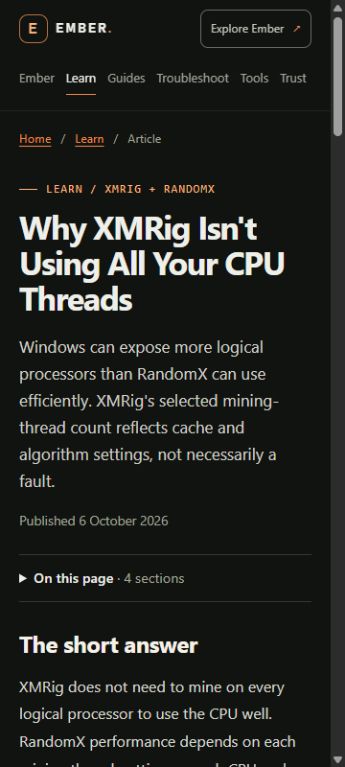 E EMBER.
Explore Ember ↗
Ember Learn Guides Troubleshoot Tools Trust
Home / Learn / Article
LEARN / XMRIG + RANDOMX
Why XMRig Isn't
Using All Your CPU
Threads
Windows can expose more logical
processors than RandomX can use
efficiently. XMRig's selected mining-
thread count reflects cache and
algorithm settings, not necessarily a
fault.
Published 6 October 2026
▶ On this page · 4 sections
The short answer
XMRig does not need to mine on every
logical processor to use the CPU well.
RandomX performance depends on each